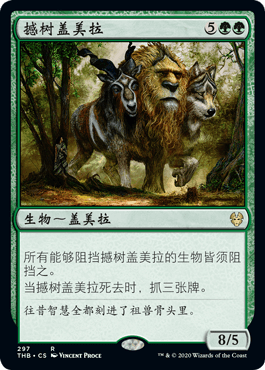 撼树盖美拉 5
生物～盖美拉
所有能够阻挡撼树盖美拉的生物皆须阻
挡之。
当撼树盖美拉死去时，抓三张牌。
往昔智慧全都刻进了祖兽骨头里。
8/5
297 R
THB • CS VINCENT PROCE
™ & © 2020 Wizards of the Coast